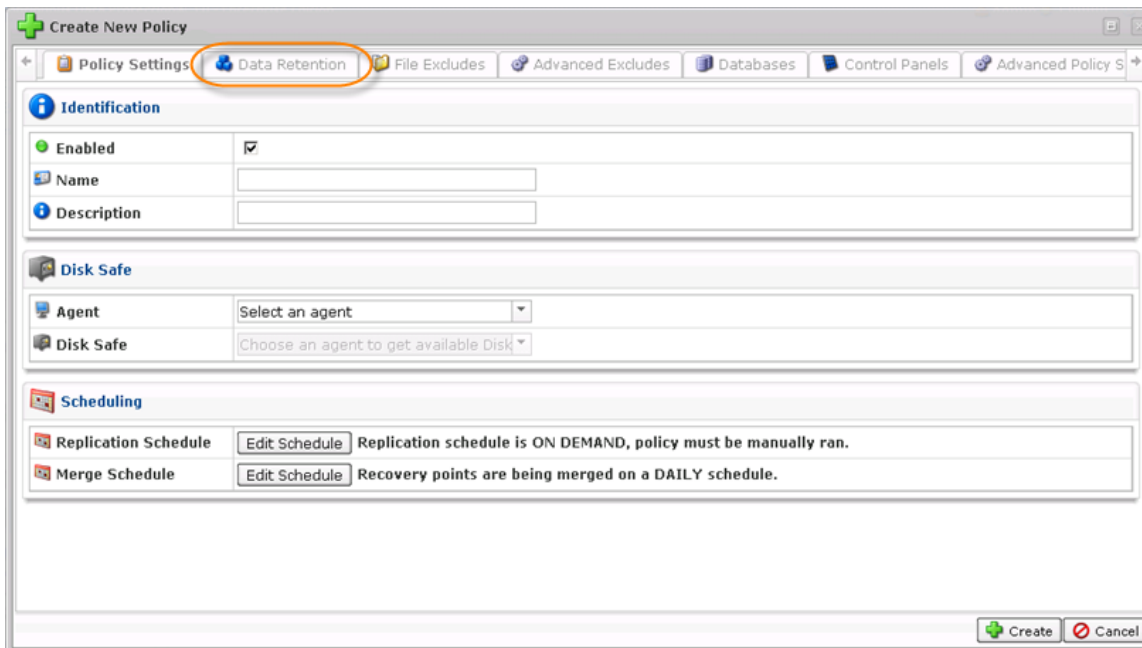 Create New Policy
Policy Settings Data Retention File Excludes Advanced Excludes Databases Control Panels Advanced Policy S
Identification
Enabled
Name
Description
Disk Safe
Agent Select an agent
Disk Safe Choose an agent to get available Disk
Scheduling
Replication Schedule Edit Schedule Replication schedule is ON DEMAND, policy must be manually ran.
Merge Schedule Edit Schedule Recovery points are being merged on a DAILY schedule.
Create Cancel